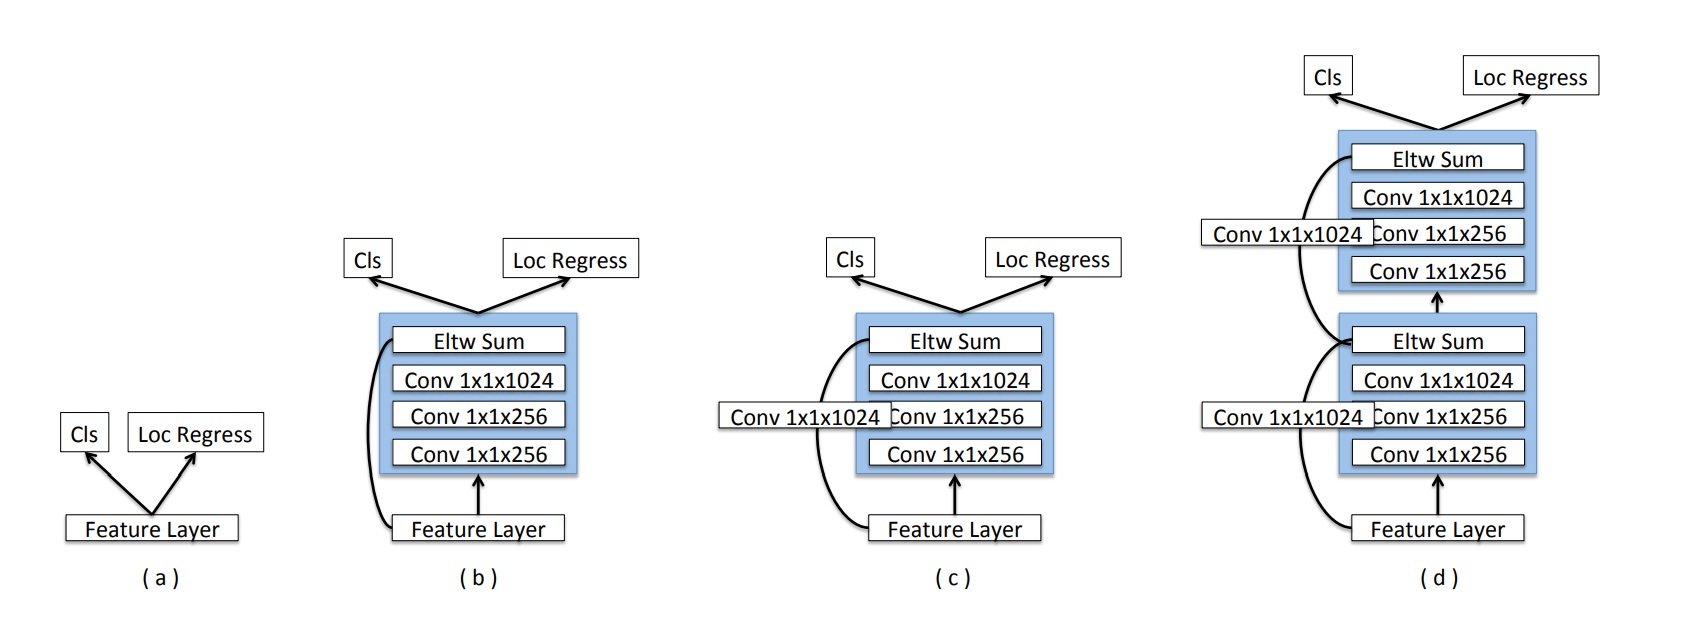 Cls
Loc Regress
Feature Layer
( a )
Cls
Loc Regress
Eltw Sum
Conv 1x1x1024
Conv 1x1x256
Conv 1x1x256
Feature Layer
( b )
Cls
Loc Regress
Eltw Sum
Conv 1x1x1024
Conv 1x1x1024
Conv 1x1x256
Conv 1x1x256
Feature Layer
( c )
Cls
Loc Regress
Eltw Sum
Conv 1x1x1024
Conv 1x1x1024
Conv 1x1x256
Conv 1x1x256
Eltw Sum
Conv 1x1x1024
Conv 1x1x1024
Conv 1x1x256
Conv 1x1x256
Feature Layer
( d )